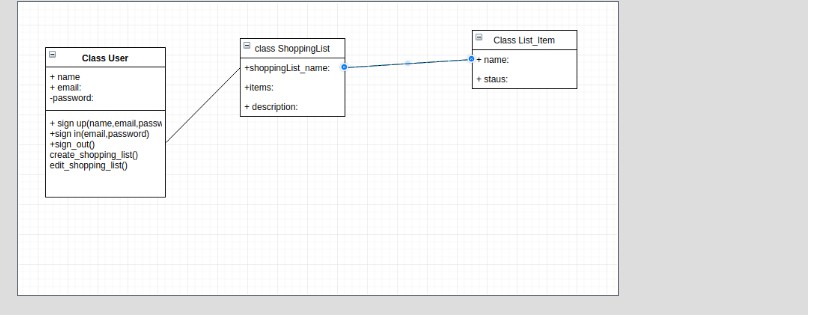 Class User
+ name
+ email:
-password:
+ sign up(name,email,passw
+sign in(email,password)
+sign_out()
create_shopping_list()
edit_shopping_list()
class ShoppingList
+shoppingList_name:
+items:
+ description:
Class List_Item
+ name:
+ staus: